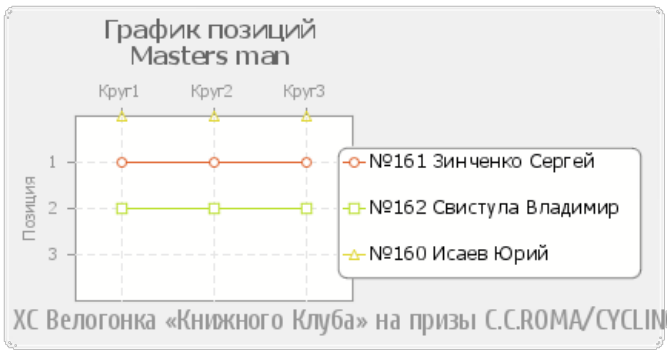 График позиций
Masters man
Круг1 Круг2 Круг3
Позиция
1
2
3
№161 Зинченко Сергей
№162 Свистула Владимир
№160 Исаев Юрий
XC Велогонка «Книжного Клуба» на призы C.C.ROMA/CYCLIN